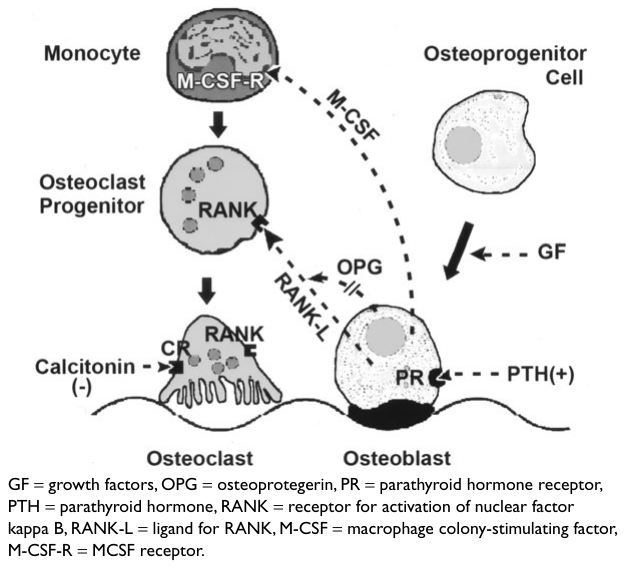 Monocyte
M-CSF-R
Osteoprogenitor
Cell
M-CSF
Osteoclast
Progenitor
RANK
OPG
GF
RANK-L
CR
RANK
Calcitonin
(-)
PR
PTH(+)
Osteoclast
Osteoblast
GF = growth factors, OPG = osteoprotegerin, PR = parathyroid hormone receptor,
PTH = parathyroid hormone, RANK = receptor for activation of nuclear factor
kappa B, RANK-L = ligand for RANK, M-CSF = macrophage colony-stimulating factor,
M-CSF-R = MCSF receptor.